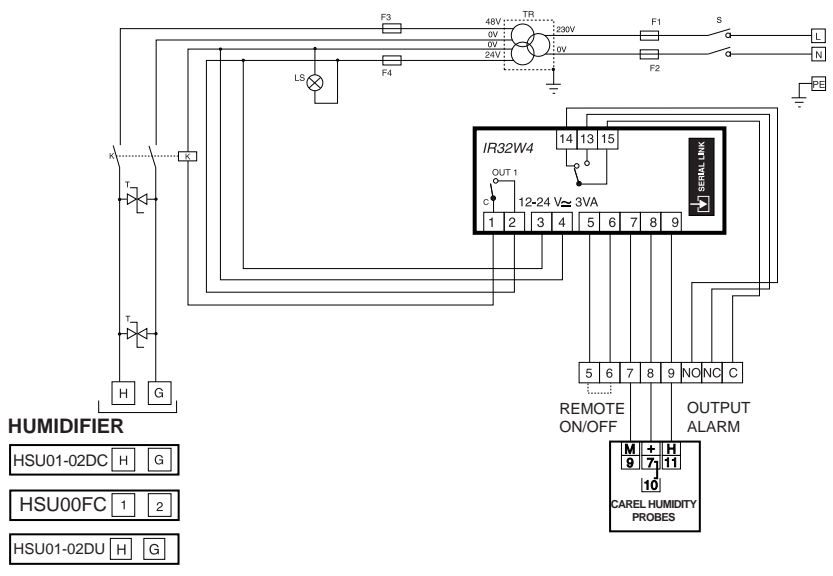 F3
TR
48V
0V
0V
24V
230V
0V
F1
F2
S
L
N
PE
F4
LS
K
K
T
T
IR32W4
14 13 15
SERIAL LINK
OUT 1
C
12-24 V≂ 3VA
1 2 3 4 5 6 7 8 9
5 6 7 8 9 NO NC C
REMOTE
ON/OFF
OUTPUT
ALARM
H G
HUMIDIFIER
HSU01-02DC H G
HSU00FC 1 2
HSU01-02DU H G
M + H
9 7 11
10
CAREL HUMIDITY
PROBES